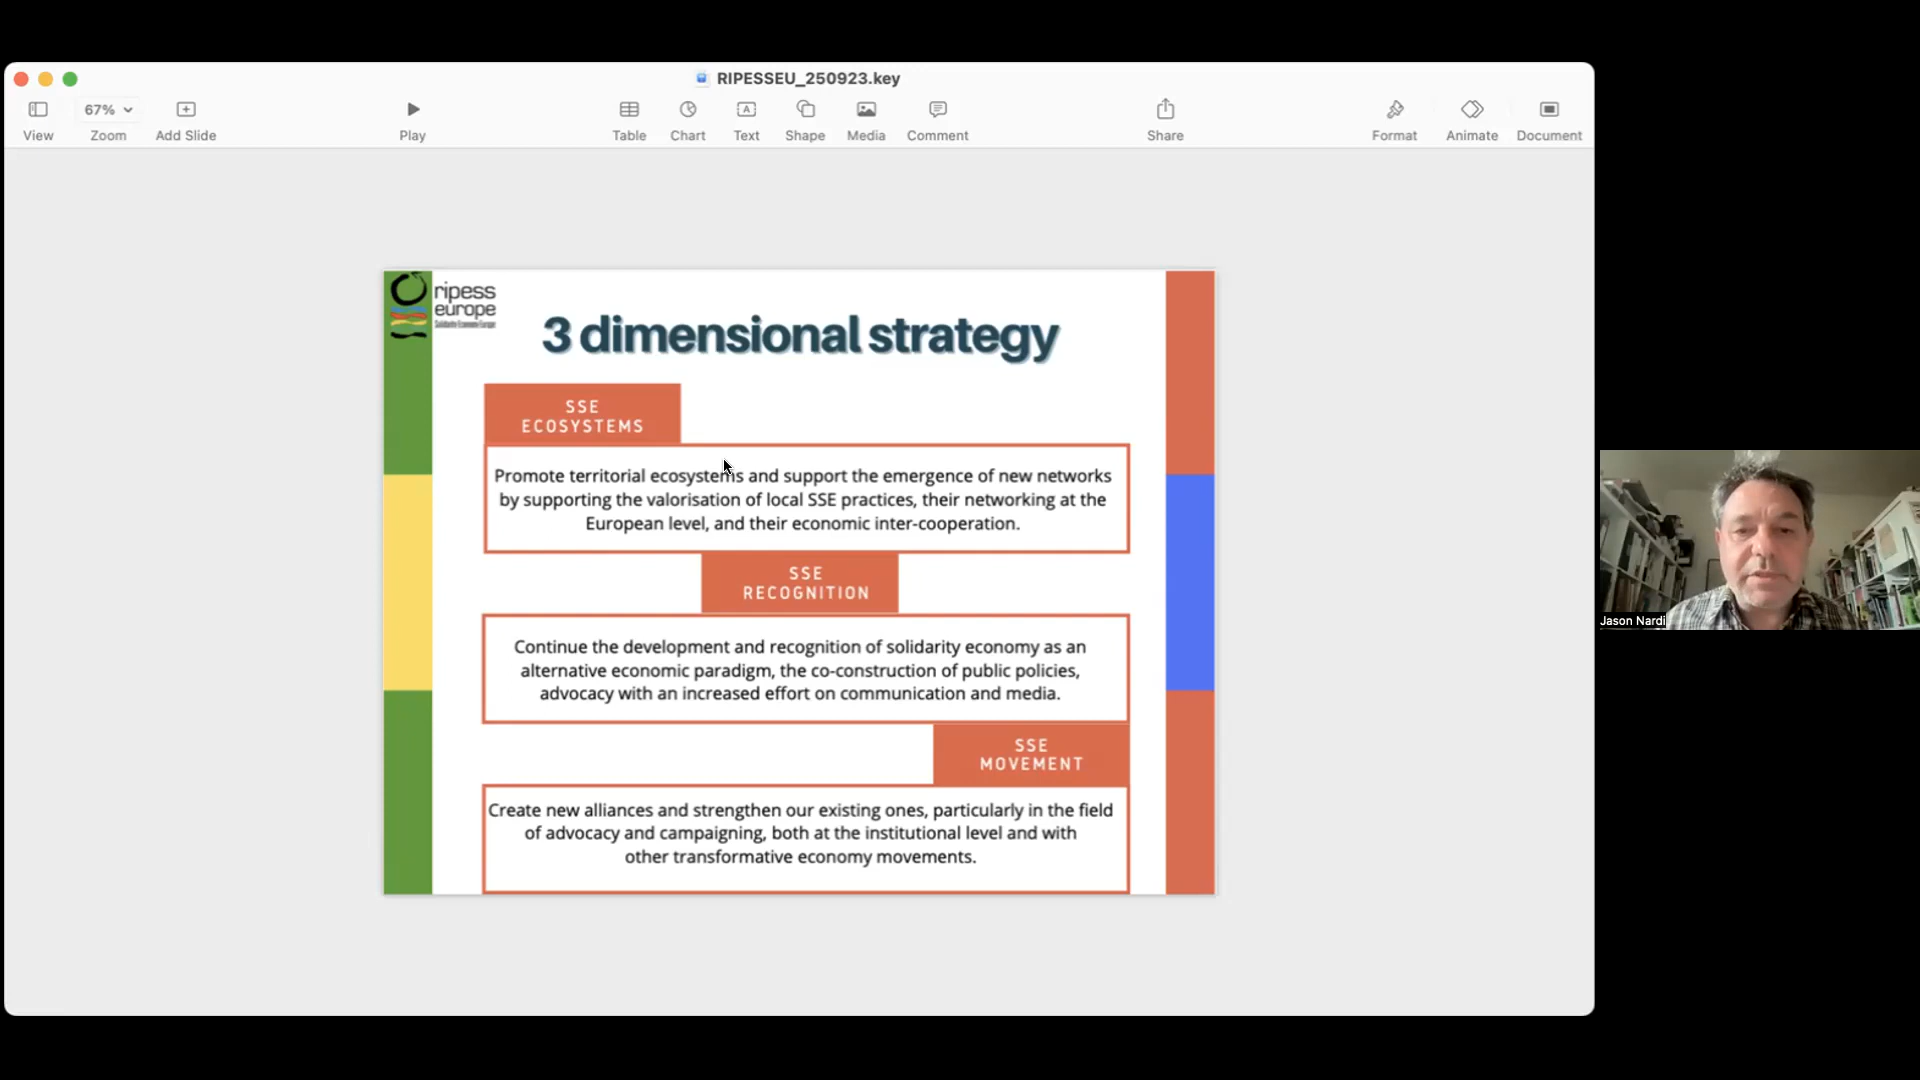 RIPESSEU_250923.key
67%
View
Zoom
Add Slide
Play
Table
Chart
Text
Shape
Media
Comment
Share
Format
Animate
Document
ripess
europe
Solidarity Economy Europe
3 dimensional strategy
SSE
ECOSYSTEMS
Promote territorial ecosystems and support the emergence of new networks
by supporting the valorisation of local SSE practices, their networking at the
European level, and their economic inter-cooperation.
SSE
RECOGNITION
Continue the development and recognition of solidarity economy as an
alternative economic paradigm, the co-construction of public policies,
advocacy with an increased effort on communication and media.
SSE
MOVEMENT
Create new alliances and strengthen our existing ones, particularly in the field
of advocacy and campaigning, both at the institutional level and with
other transformative economy movements.
Jason Nardi